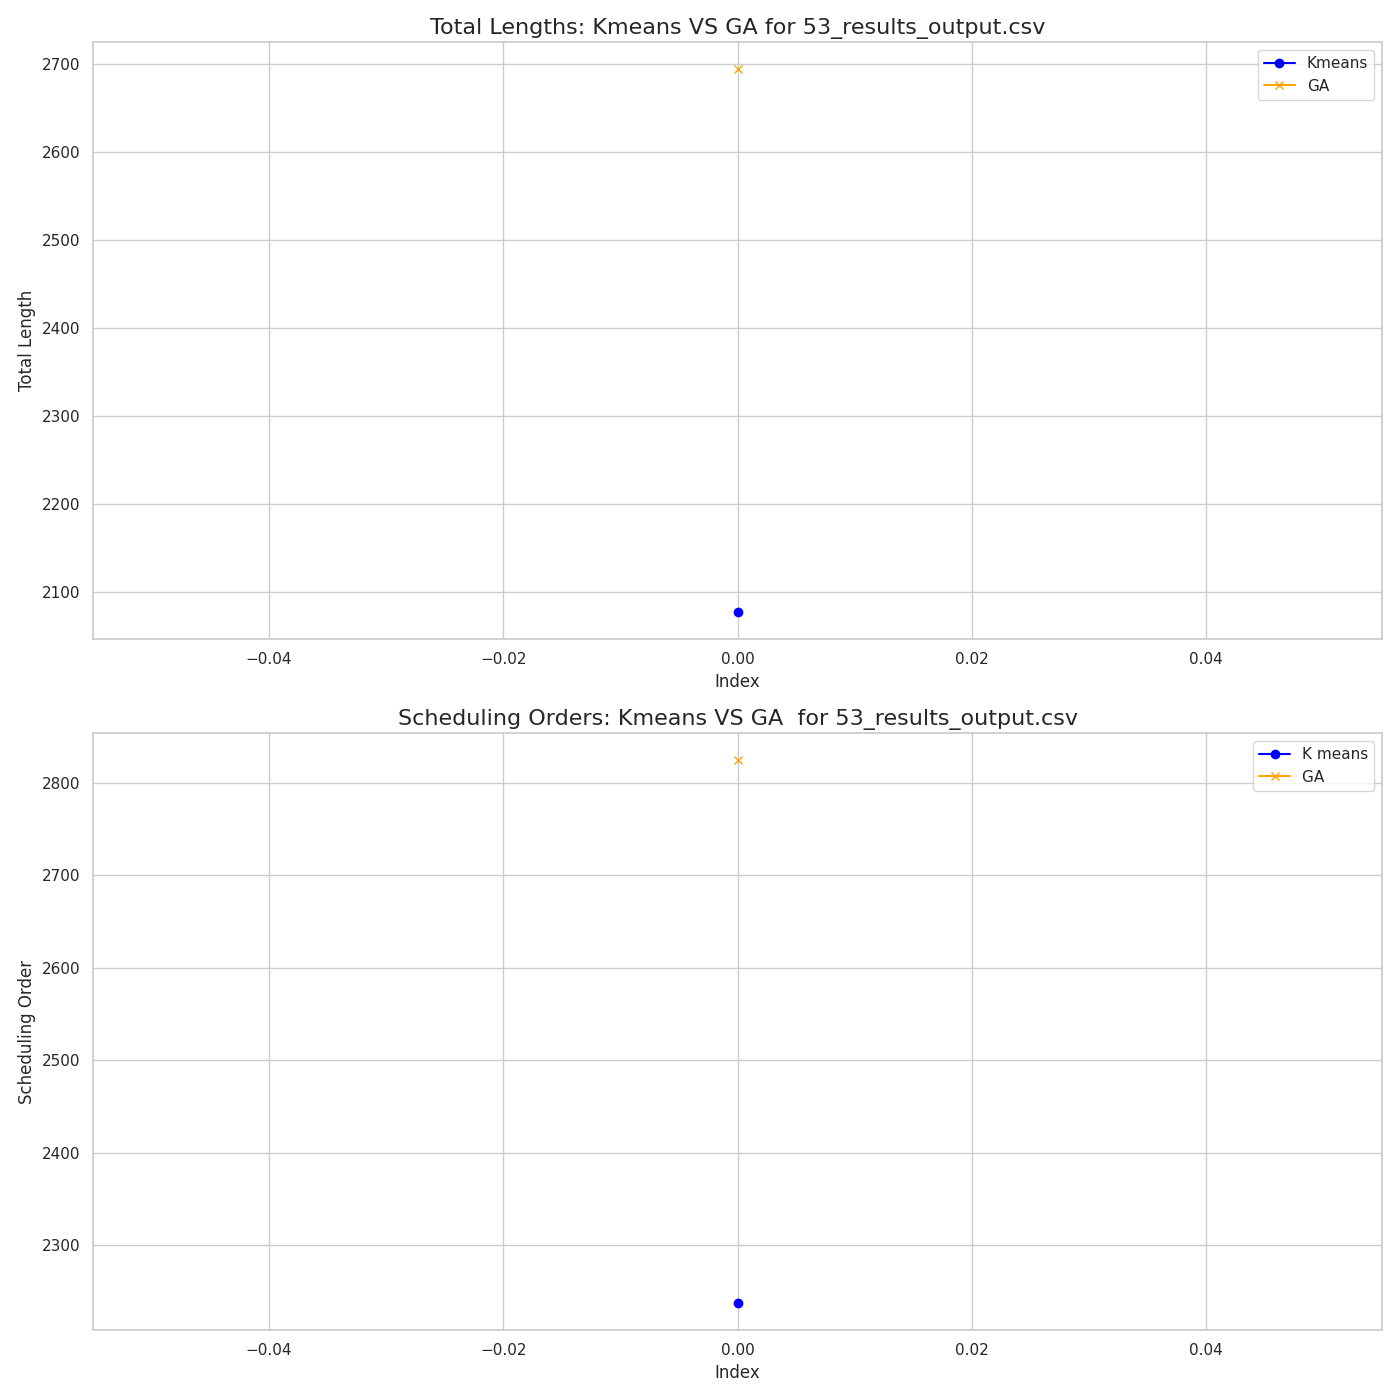 Total Lengths: Kmeans VS GA for 53_results_output.csv
Kmeans
GA
2700
2600
2500
2400
2300
2200
2100
Total Length
−0.04
−0.02
0.00
0.02
0.04
Index
Scheduling Orders: Kmeans VS GA  for 53_results_output.csv
K means
GA
2800
2700
2600
2500
2400
2300
Scheduling Order
−0.04
−0.02
0.00
0.02
0.04
Index